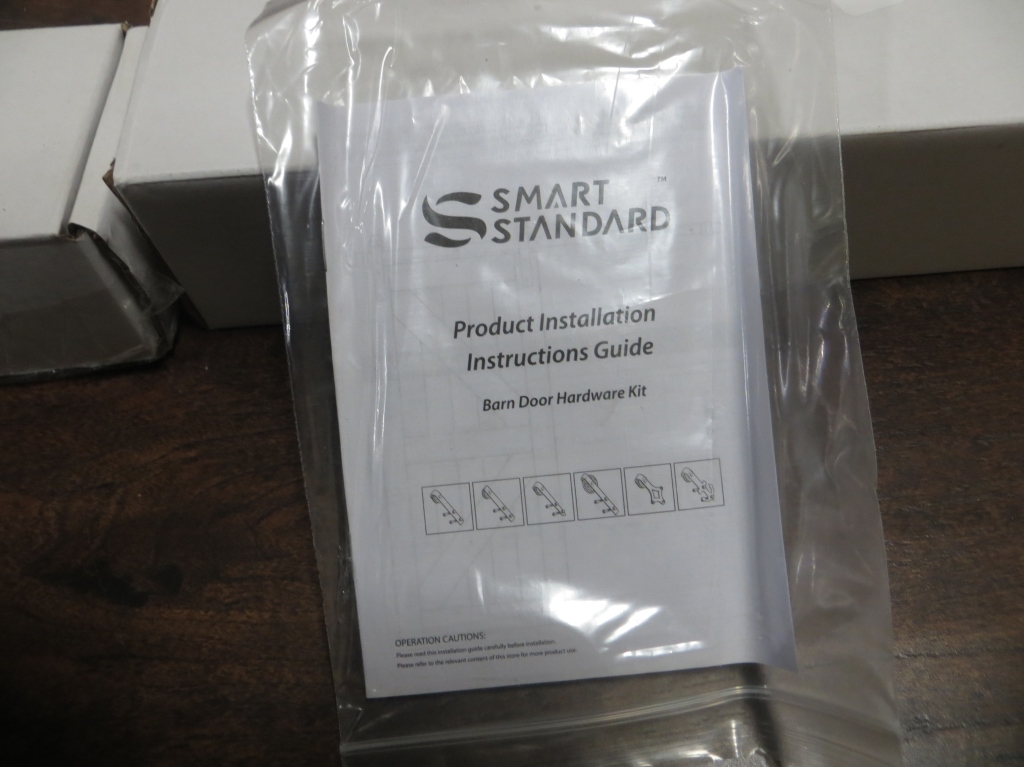 SMART ™
STANDARD
Product Installation
Instructions Guide
Barn Door Hardware Kit
OPERATION CAUTIONS:
Please read this installation guide carefully before installation.
Please refer to the relevant contact of this store for more product use.